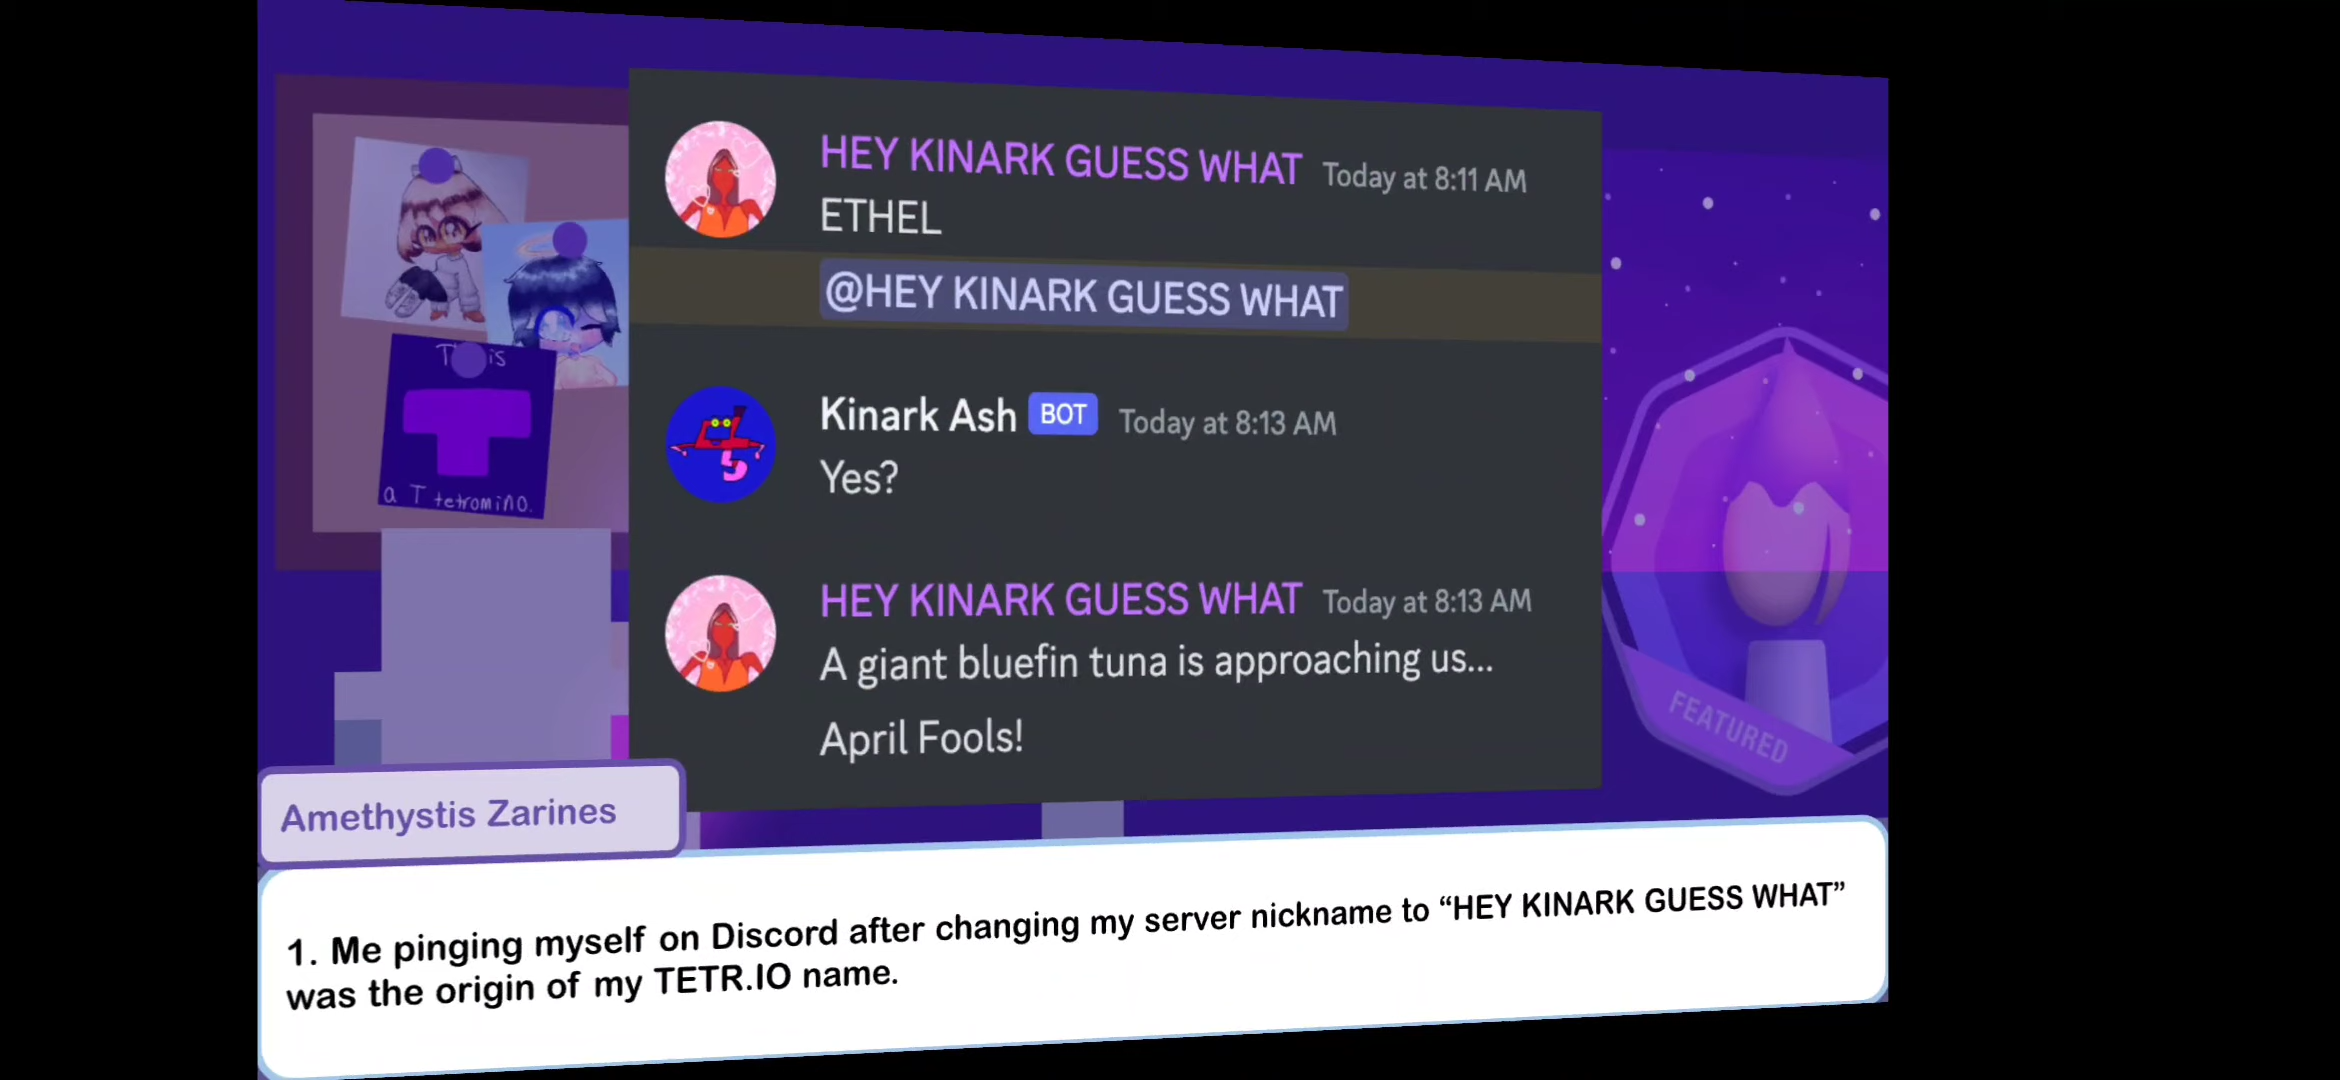 HEY KINARK GUESS WHAT Today at 8:11 AM
ETHEL
@HEY KINARK GUESS WHAT
Kinark Ash BOT Today at 8:13 AM
Yes?
HEY KINARK GUESS WHAT Today at 8:13 AM
A giant bluefin tuna is approaching us...
April Fools!
is
a T tetromino.
FEATURED
Amethystis Zarines
1. Me pinging myself on Discord after changing my server nickname to “HEY KINARK GUESS WHAT”
was the origin of my TETR.IO name.